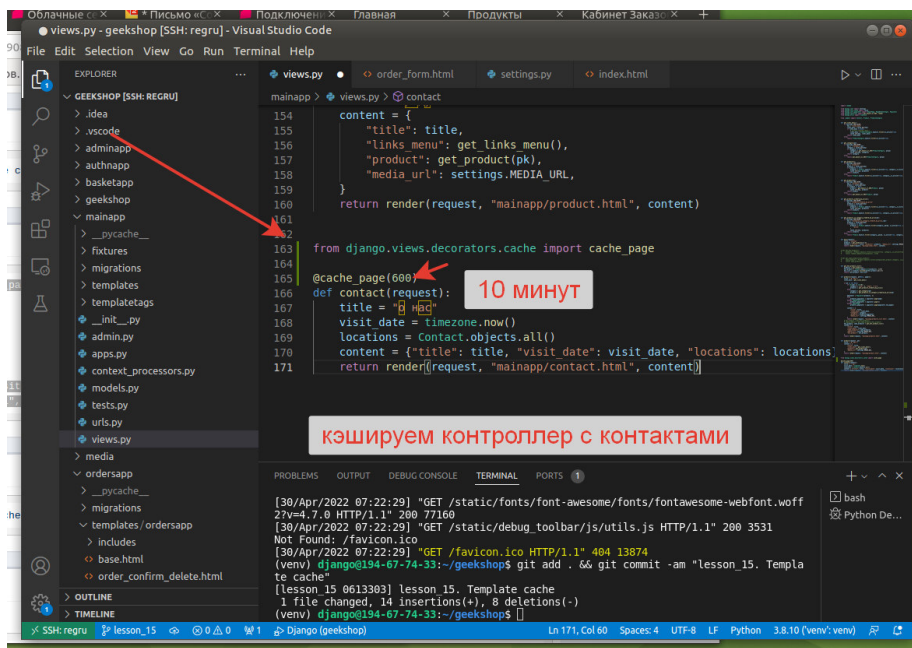 Облачные се
* Письмо «Сс
Подключени
Главная
Продукты
Кабинет Заказ
views.py - geekshop [SSH: regru] - Visual Studio Code
File Edit Selection View Go Run Terminal Help
EXPLORER
views.py
order_form.html
settings.py
index.html
GEEKSHOP [SSH: REGRU]
mainapp > views.py > contact
.idea
.vscode
adminapp
authnapp
basketapp
geekshop
mainapp
__pycache__
fixtures
migrations
templates
templatetags
__init__.py
admin.py
apps.py
context_processors.py
models.py
tests.py
urls.py
views.py
media
ordersapp
__pycache__
migrations
templates/ordersapp
includes
base.html
order_confirm_delete.html
OUTLINE
TIMELINE
154 content = {
155 "title": title,
156 "links_menu": get_links_menu(),
157 "product": get_product(pk),
158 "media_url": settings.MEDIA_URL,
159 }
160 return render(request, "mainapp/product.html", content)
161
162
163 from django.views.decorators.cache import cache_page
164
165 @cache_page(600)
166 def contact(request):
167 title = "о нас"
168 visit_date = timezone.now()
169 locations = Contact.objects.all()
170 content = {"title": title, "visit_date": visit_date, "locations": locations}
171 return render(request, "mainapp/contact.html", content)
10 минут
кэшируем контроллер с контактами
PROBLEMS OUTPUT DEBUG CONSOLE TERMINAL PORTS 1
[30/Apr/2022 07:22:29] "GET /static/fonts/font-awesome/fonts/fontawesome-webfont.woff
2?v=4.7.0 HTTP/1.1" 200 77160
[30/Apr/2022 07:22:29] "GET /static/debug_toolbar/js/utils.js HTTP/1.1" 200 3531
Not Found: /favicon.ico
[30/Apr/2022 07:22:29] "GET /favicon.ico HTTP/1.1" 404 13874
(venv) django@194-67-74-33:~/geekshop$ git add . && git commit -am "lesson_15. Templa
te cache"
[lesson_15 0613303] lesson_15. Template cache
1 file changed, 14 insertions(+), 8 deletions(-)
(venv) django@194-67-74-33:~/geekshop$
bash
Python De...
SSH: regru lesson_15 0 0 1 Django (geekshop) Ln 171, Col 60 Spaces: 4 UTF-8 LF Python 3.8.10 ('venv': venv)